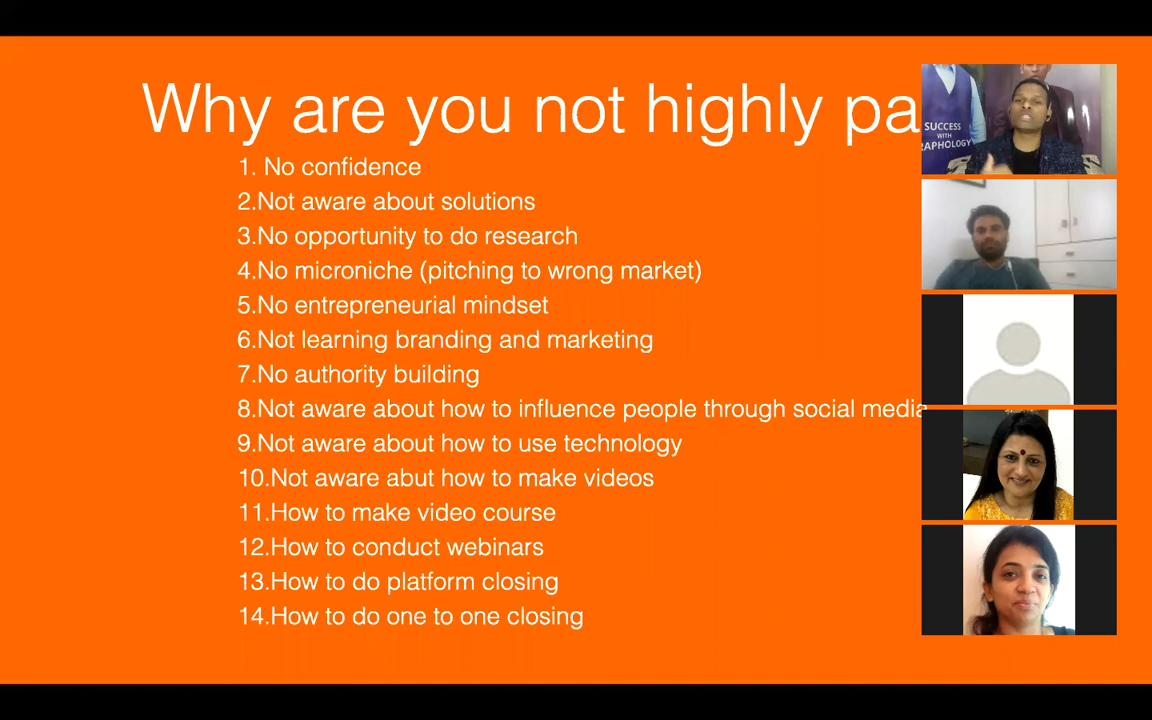 Why are you not highly pa
1. No confidence
2.Not aware about solutions
3.No opportunity to do research
4.No microniche (pitching to wrong market)
5.No entrepreneurial mindset
6.Not learning branding and marketing
7.No authority building
8.Not aware about how to influence people through social media
9.Not aware about how to use technology
10.Not aware abut how to make videos
11.How to make video course
12.How to conduct webinars
13.How to do platform closing
14.How to do one to one closing
SUCCESS
WITH
RAPHOLOGY